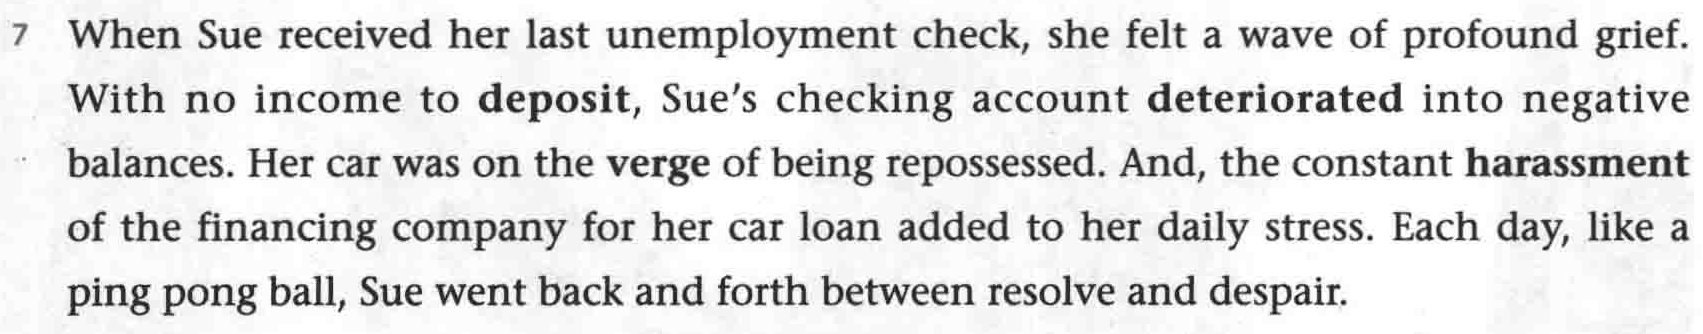 7 When Sue received her last unemployment check, she felt a wave of profound grief.
With no income to deposit, Sue's checking account deteriorated into negative
balances. Her car was on the verge of being repossessed. And, the constant harassment
of the financing company for her car loan added to her daily stress. Each day, like a
ping pong ball, Sue went back and forth between resolve and despair.